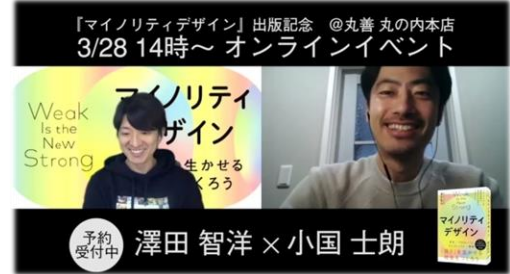 『マイノリティデザイン』出版記念　＠丸善 丸の内本店
3/28 14時～ オンラインイベント
Weak
Is the
New
Strong
マイノリティ
デザイン
生かせる
くろう
予約
受付中
澤田 智洋 × 小国 士朗
マイノリティ
デザイン